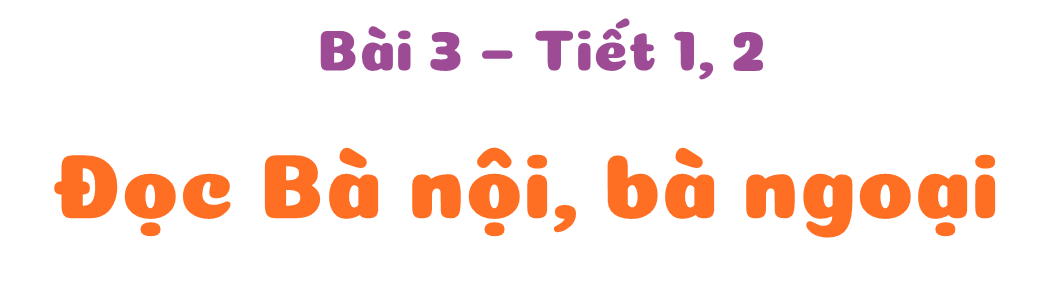 Bài 3 – Tiết 1, 2
Đọc Bà nội, bà ngoại